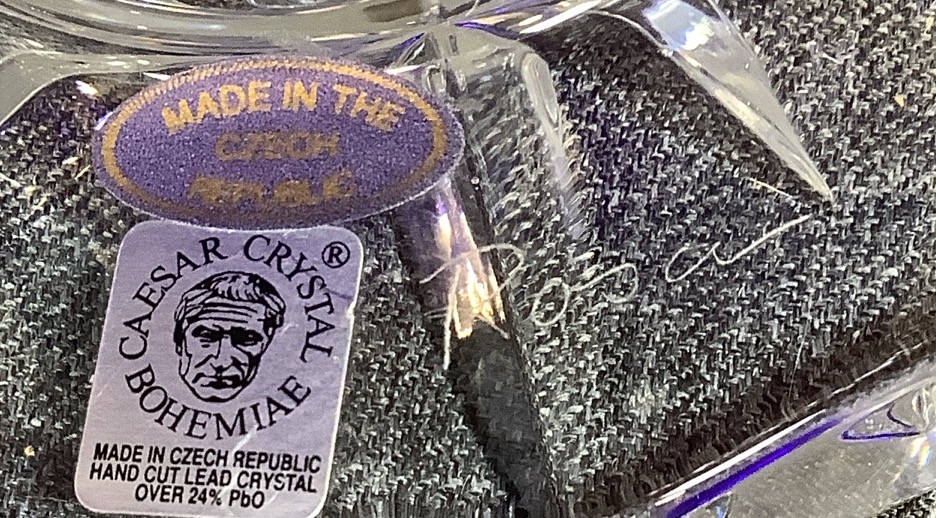 MADE IN THE
CZECH
REPUBLIC
CAESAR CRYSTAL ®
BOHEMIAE
MADE IN CZECH REPUBLIC
HAND CUT LEAD CRYSTAL
OVER 24% PbO